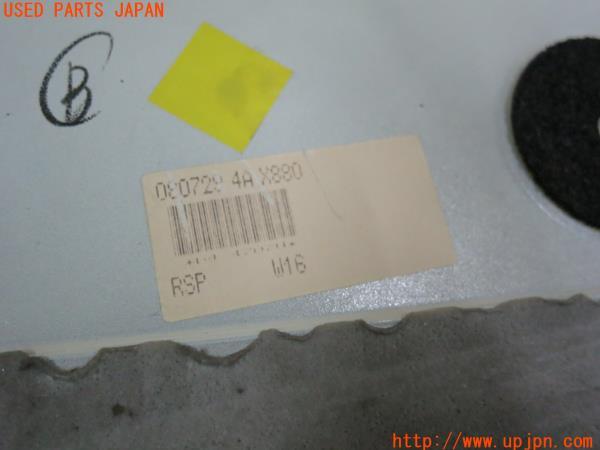 USED PARTS JAPAN
B
080729 4A X880
RSP W16
http://www.upjpn.com/